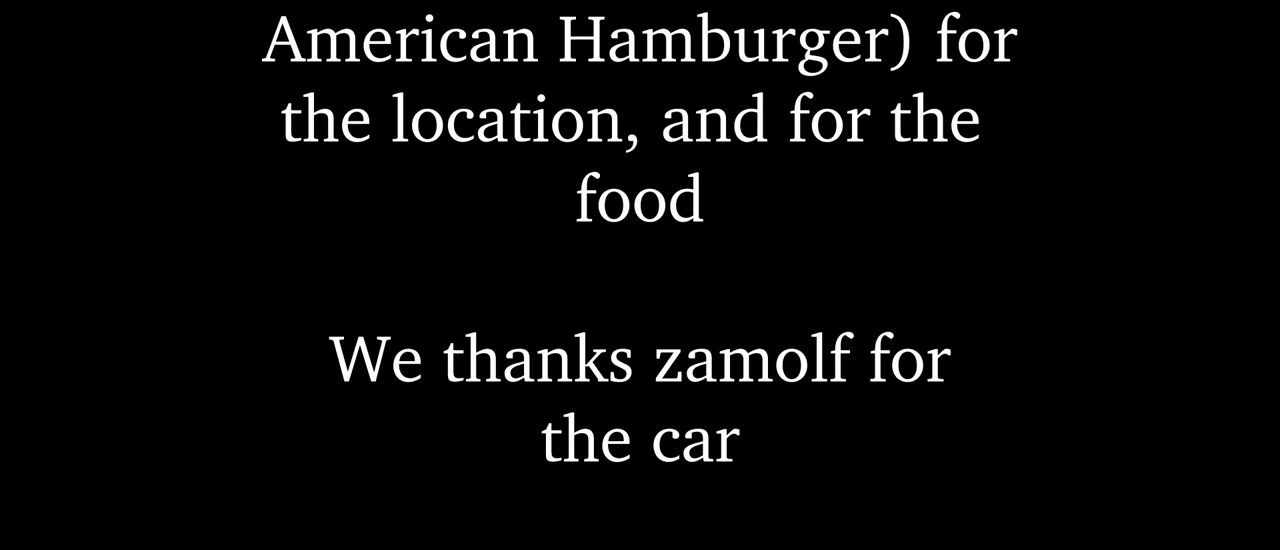 American Hamburger) for
the location, and for the
food
We thanks zamolf for
the car